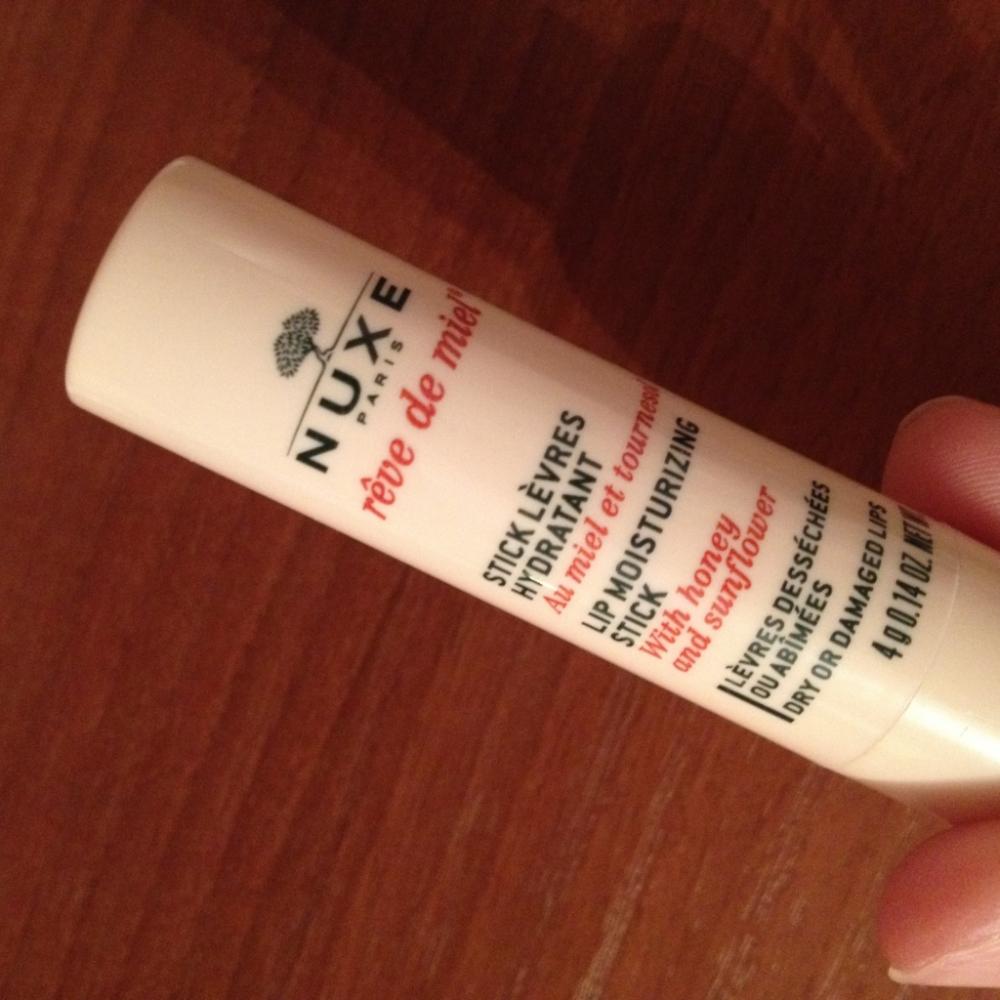 NUXE
PARIS
rêve de miel
STICK LÈVRES
HYDRATANT
Au miel et tournesol
LIP MOISTURIZING
STICK
With honey
and sunflower
LÈVRES DESSÉCHÉES
OU ABÎMÉES
DRY OR DAMAGED LIPS
4 g 0.14 OZ. NET